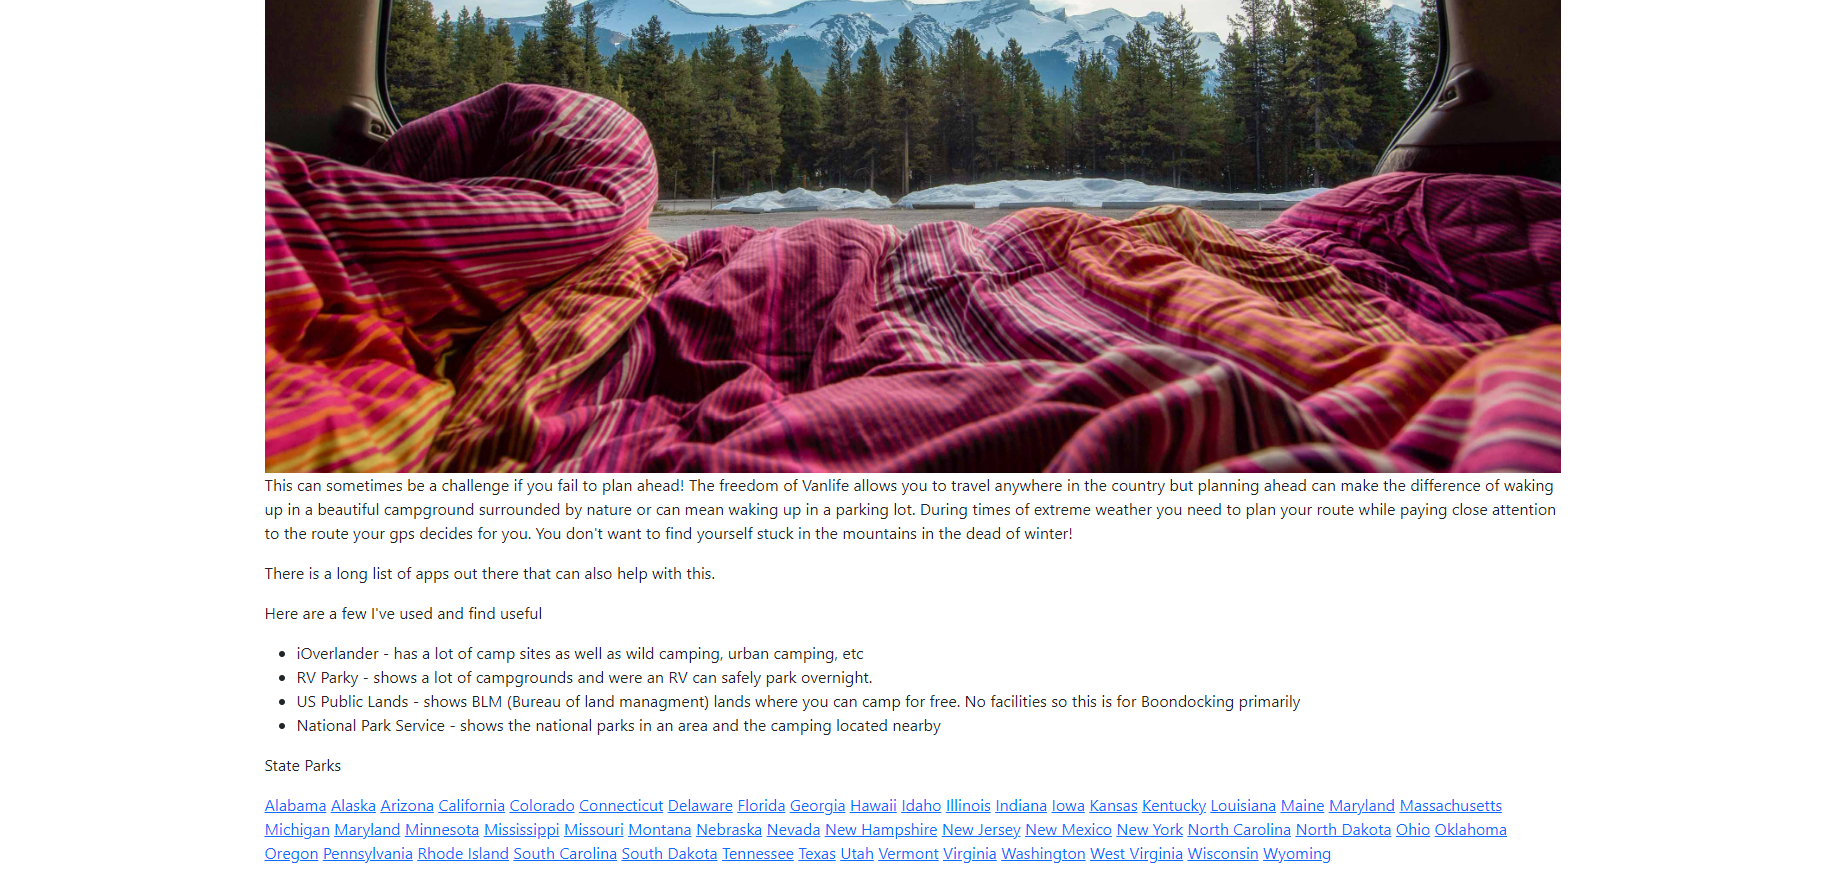 This can sometimes be a challenge if you fail to plan ahead! The freedom of Vanlife allows you to travel anywhere in the country but planning ahead can make the difference of waking
up in a beautiful campground surrounded by nature or can mean waking up in a parking lot. During times of extreme weather you need to plan your route while paying close attention
to the route your gps decides for you. You don't want to find yourself stuck in the mountains in the dead of winter!
There is a long list of apps out there that can also help with this.
Here are a few I've used and find useful
• iOverlander - has a lot of camp sites as well as wild camping, urban camping, etc
• RV Parky - shows a lot of campgrounds and were an RV can safely park overnight.
• US Public Lands - shows BLM (Bureau of land managment) lands where you can camp for free. No facilities so this is for Boondocking primarily
• National Park Service - shows the national parks in an area and the camping located nearby
State Parks
Alabama Alaska Arizona California Colorado Connecticut Delaware Florida Georgia Hawaii Idaho Illinois Indiana Iowa Kansas Kentucky Louisiana Maine Maryland Massachusetts
Michigan Maryland Minnesota Mississippi Missouri Montana Nebraska Nevada New Hampshire New Jersey New Mexico New York North Carolina North Dakota Ohio Oklahoma
Oregon Pennsylvania Rhode Island South Carolina South Dakota Tennessee Texas Utah Vermont Virginia Washington West Virginia Wisconsin Wyoming